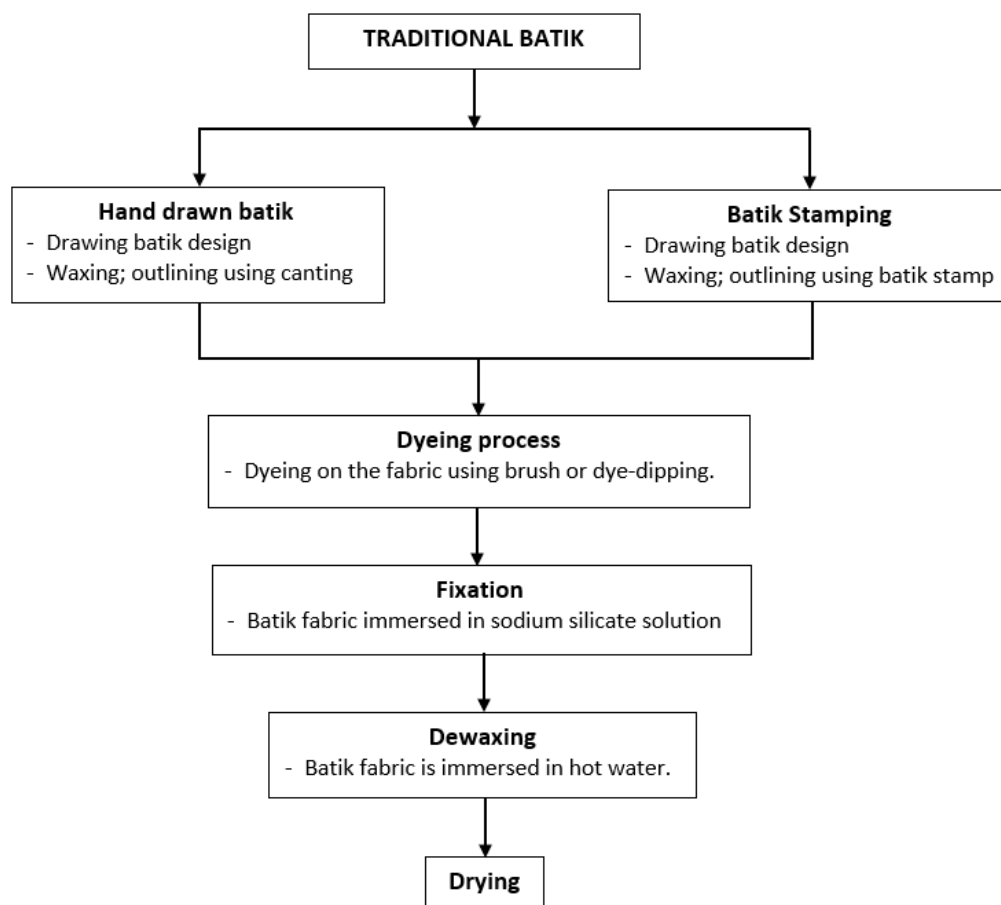 TRADITIONAL BATIK
Hand drawn batik
- Drawing batik design
- Waxing; outlining using canting
Batik Stamping
- Drawing batik design
- Waxing; outlining using batik stamp
Dyeing process
- Dyeing on the fabric using brush or dye-dipping.
Fixation
- Batik fabric immersed in sodium silicate solution
Dewaxing
- Batik fabric is immersed in hot water.
Drying